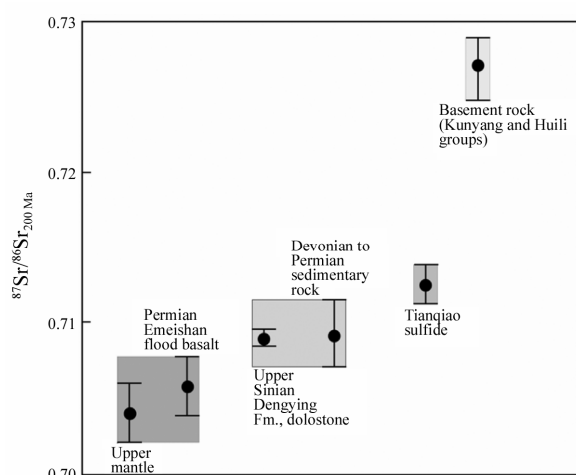 0.73
Basement rock
(Kunyang and Huili
groups)
0.72
87Sr/86Sr200 Ma
Devonian to
Permian
sedimentary
rock
Permian
Emeishan
flood basalt
0.71
Tianqiao
sulfide
Upper
Sinian
Dengying
Fm., dolostone
Upper
mantle
0.70